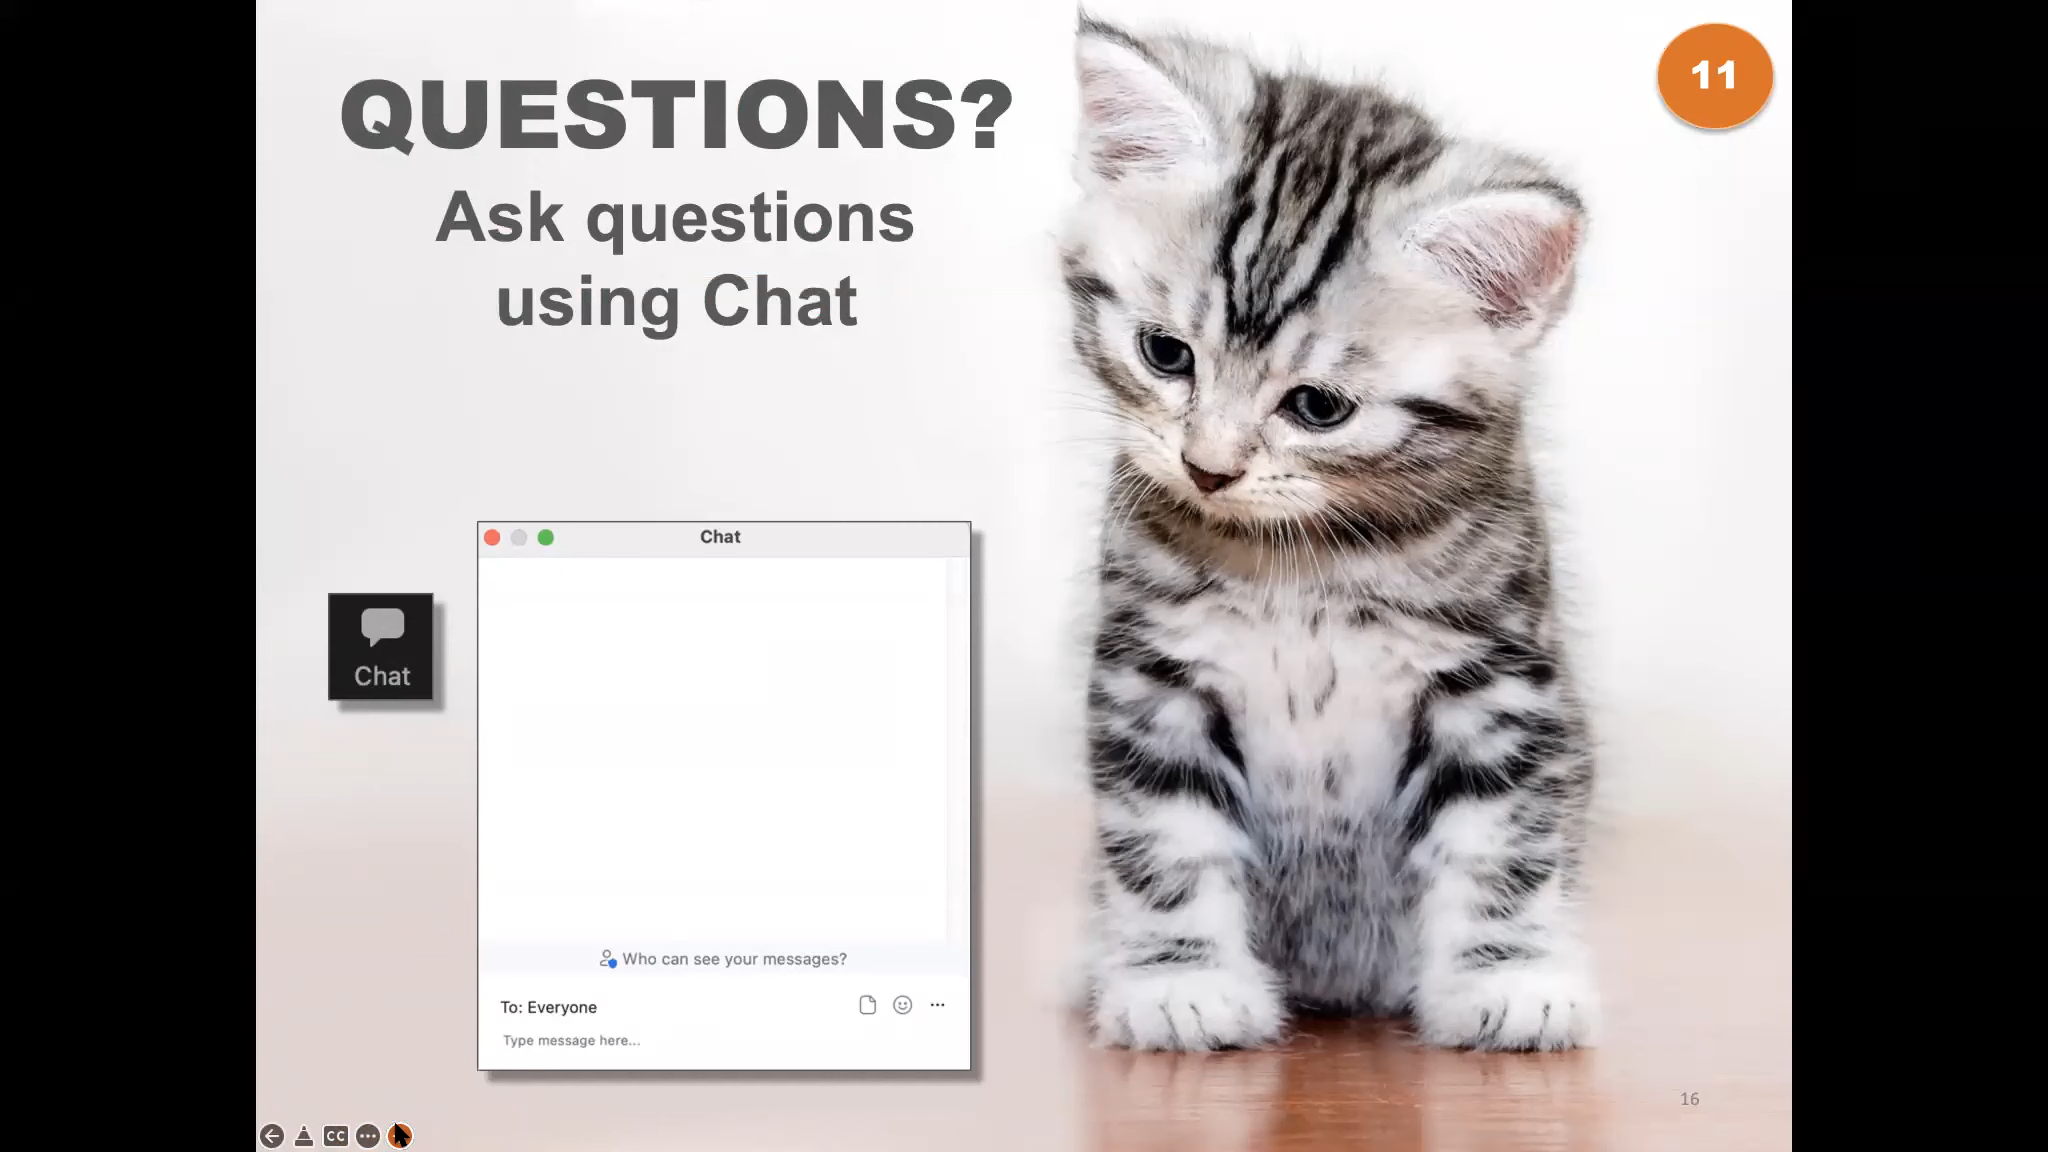 QUESTIONS?
11
Ask questions
using Chat
Chat
Chat
Who can see your messages?
To: Everyone
Type message here...
16
CC